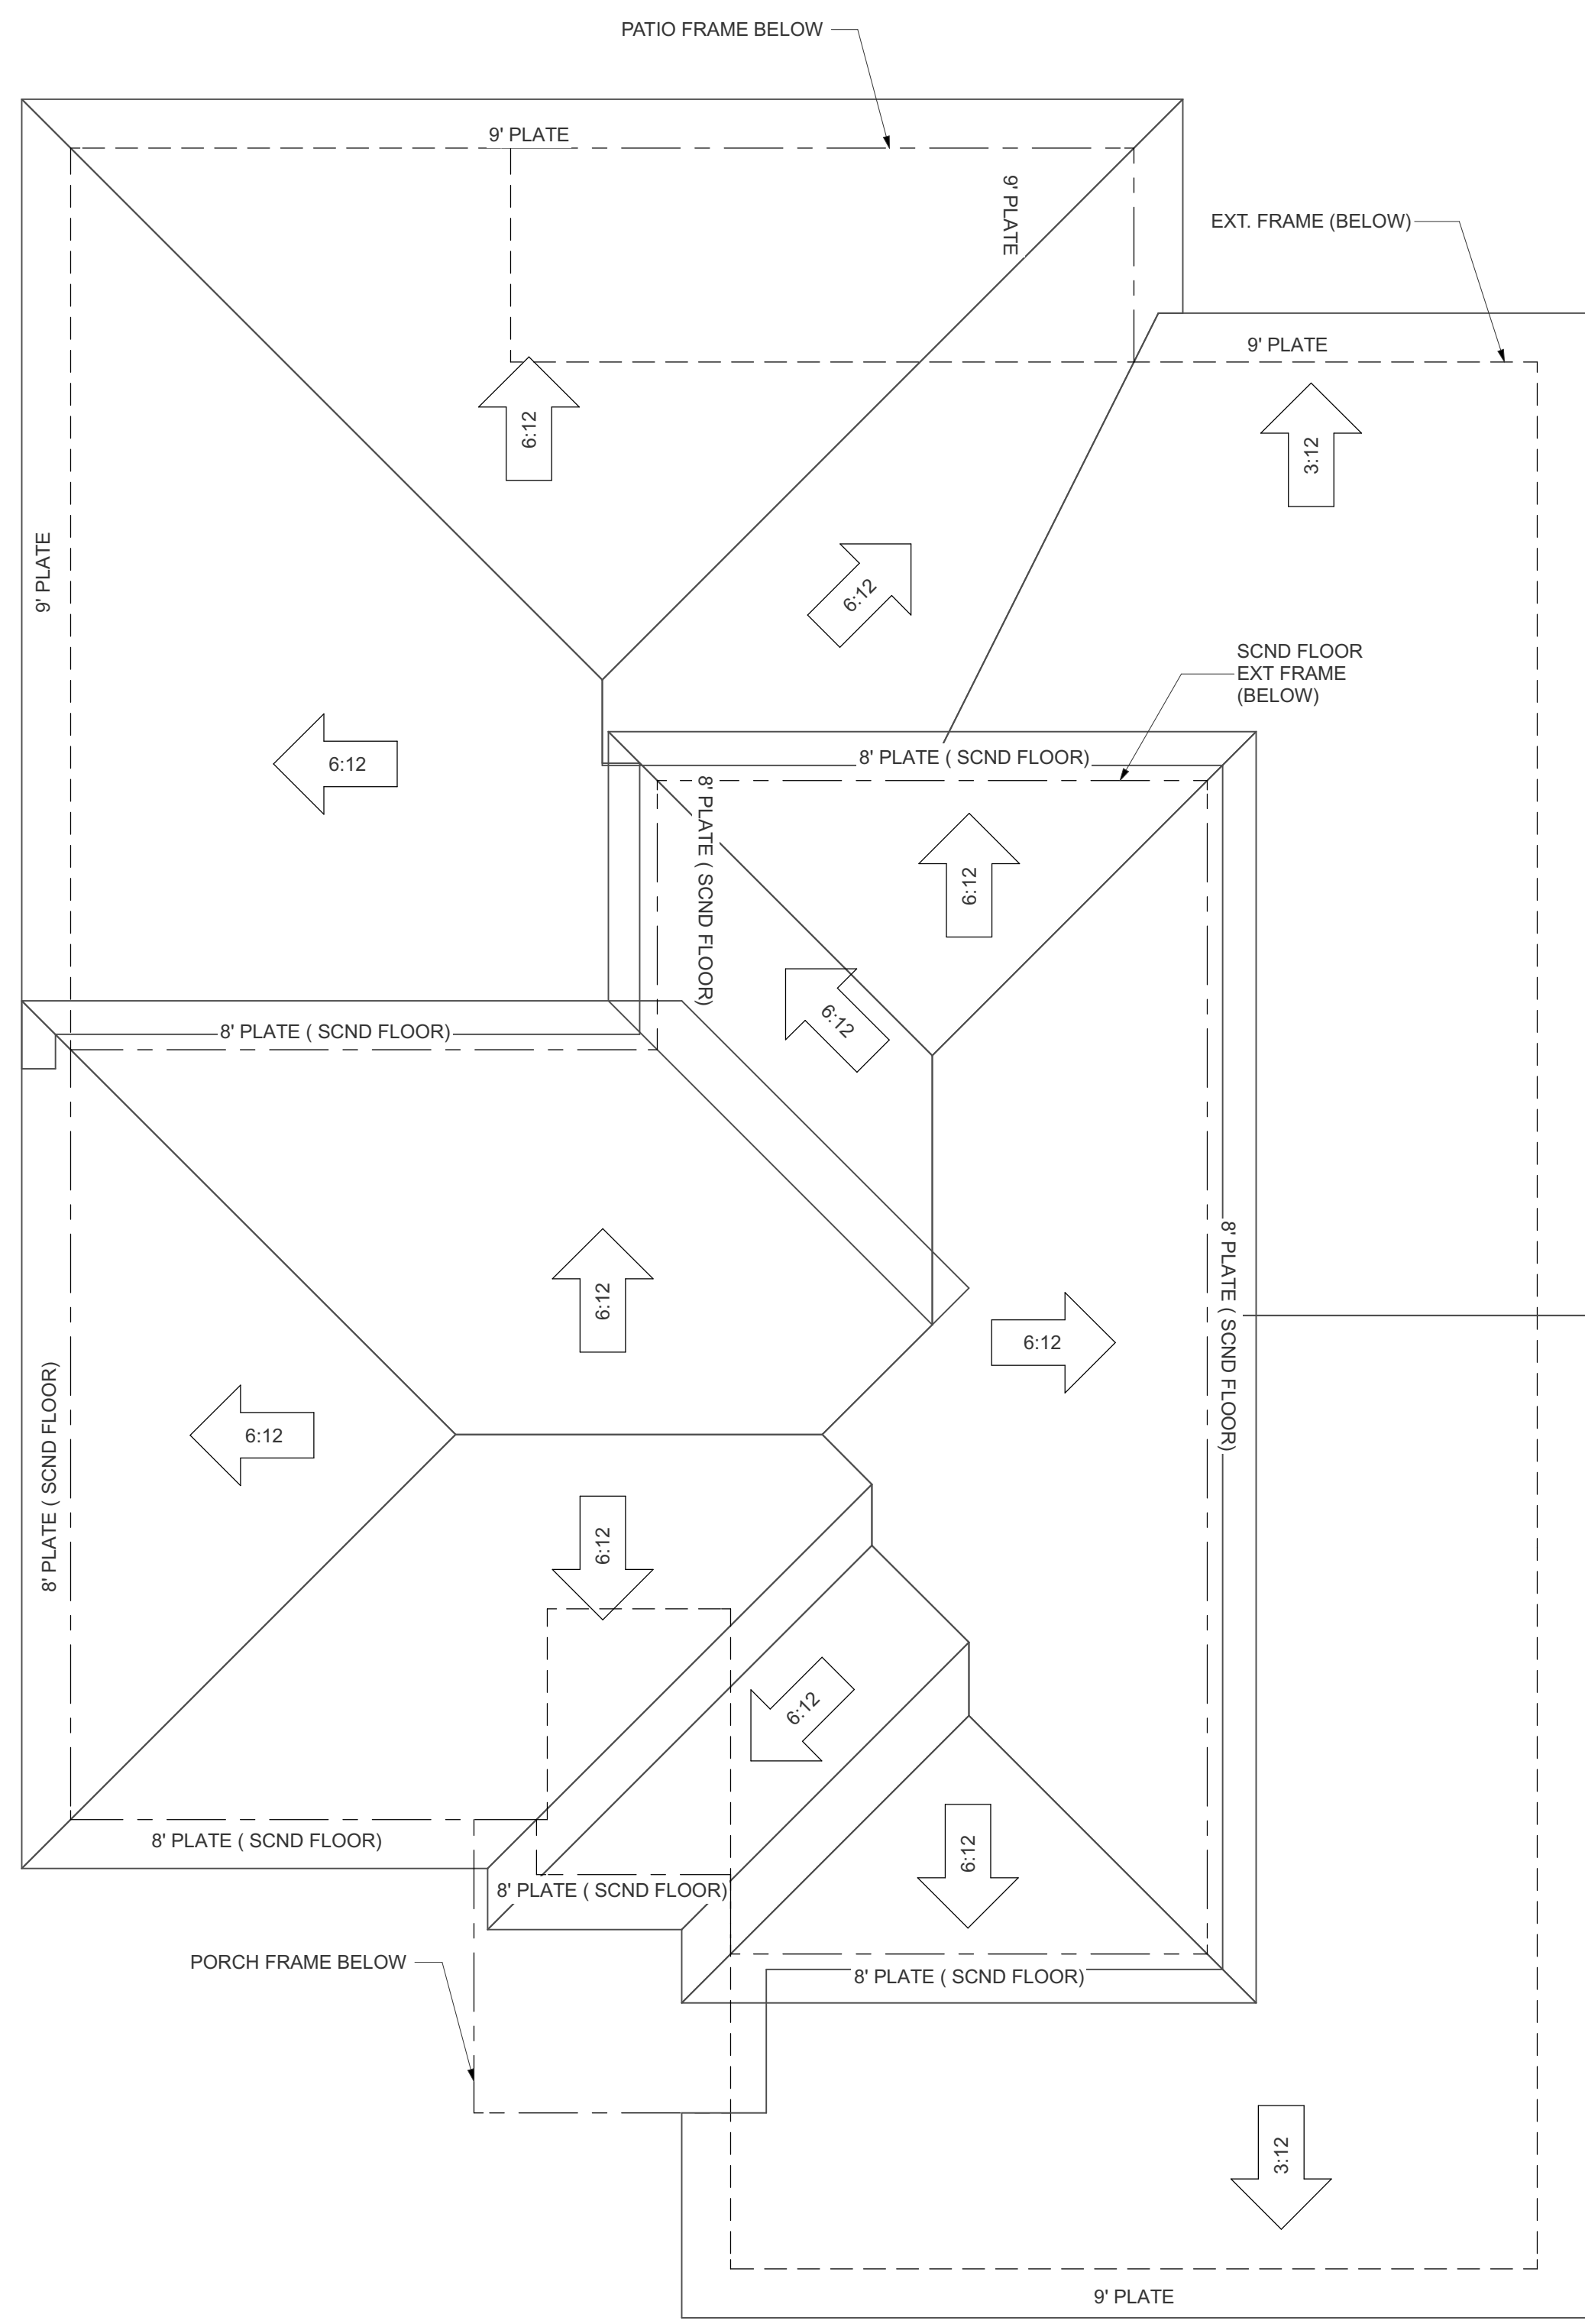 PATIO FRAME BELOW
9' PLATE
9' PLATE
EXT. FRAME (BELOW)
9' PLATE
6:12
3:12
9' PLATE
6:12
SCND FLOOR
EXT FRAME
(BELOW)
6:12
8' PLATE ( SCND FLOOR)
8' PLATE ( SCND FLOOR)
6:12
6:12
8' PLATE ( SCND FLOOR)
6:12
6:12
8' PLATE ( SCND FLOOR)
8' PLATE ( SCND FLOOR)
6:12
6:12
6:12
8' PLATE ( SCND FLOOR)
6:12
8' PLATE ( SCND FLOOR)
PORCH FRAME BELOW
8' PLATE ( SCND FLOOR)
3:12
9' PLATE